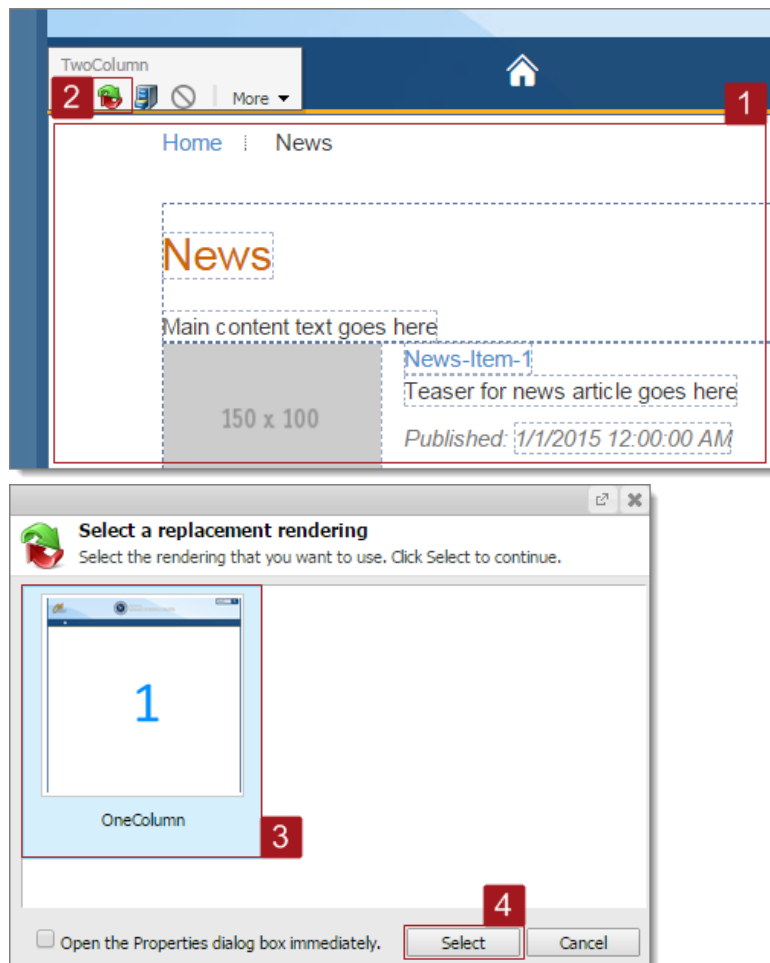 TwoColumn
2
More
1
Home
News
News
Main content text goes here
150 x 100
News-Item-1
Teaser for news article goes here
Published: 1/1/2015 12:00:00 AM
Select a replacement rendering
Select the rendering that you want to use. Click Select to continue.
1
OneColumn
3
4
Open the Properties dialog box immediately.
Select
Cancel